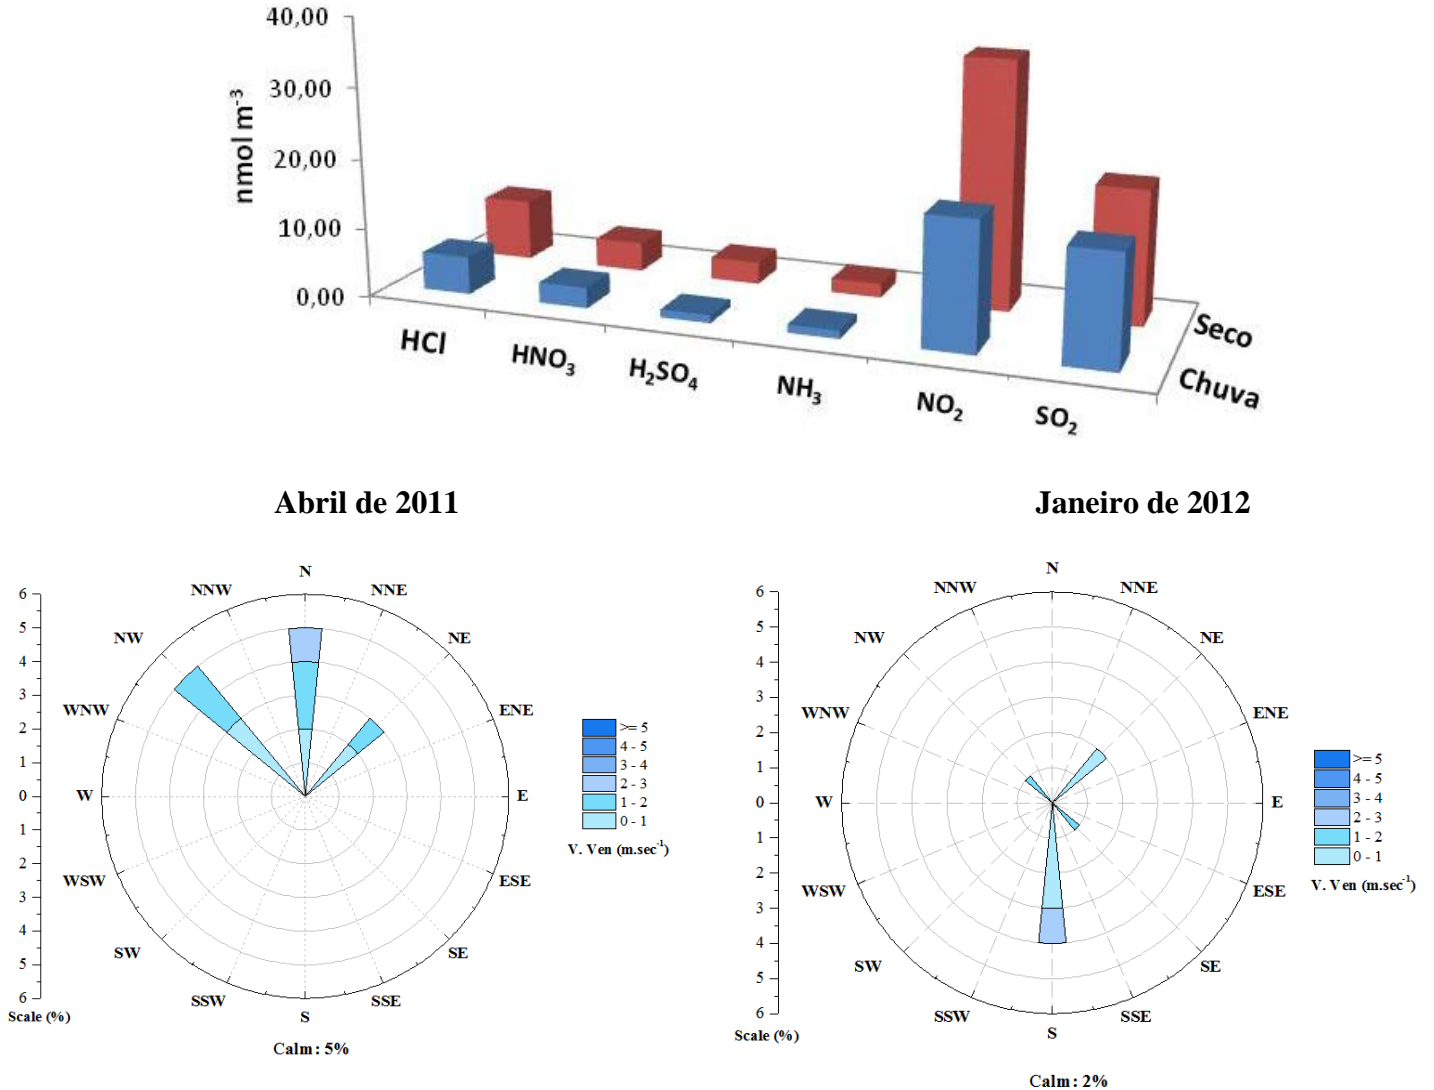 40,00
30,00
20,00
10,00
0,00
nmol m⁻³
HCl
HNO₃
H₂SO₄
NH₃
NO₂
SO₂
Seco
Chuva
Abril de 2011
Janeiro de 2012
6
5
4
3
2
1
0
1
2
3
4
5
6
Scale (%)
N
NNE
NE
ENE
E
ESE
SE
SSE
S
SSW
SW
WSW
W
WNW
NW
NNW
>= 5
4 - 5
3 - 4
2 - 3
1 - 2
0 - 1
V. Ven (m.sec⁻¹)
Calm: 5%
6
5
4
3
2
1
0
1
2
3
4
5
6
Scale (%)
N
NNE
NE
ENE
E
ESE
SE
SSE
S
SSW
SW
WSW
W
WNW
NW
NNW
>= 5
4 - 5
3 - 4
2 - 3
1 - 2
0 - 1
V. Ven (m.sec⁻¹)
Calm: 2%